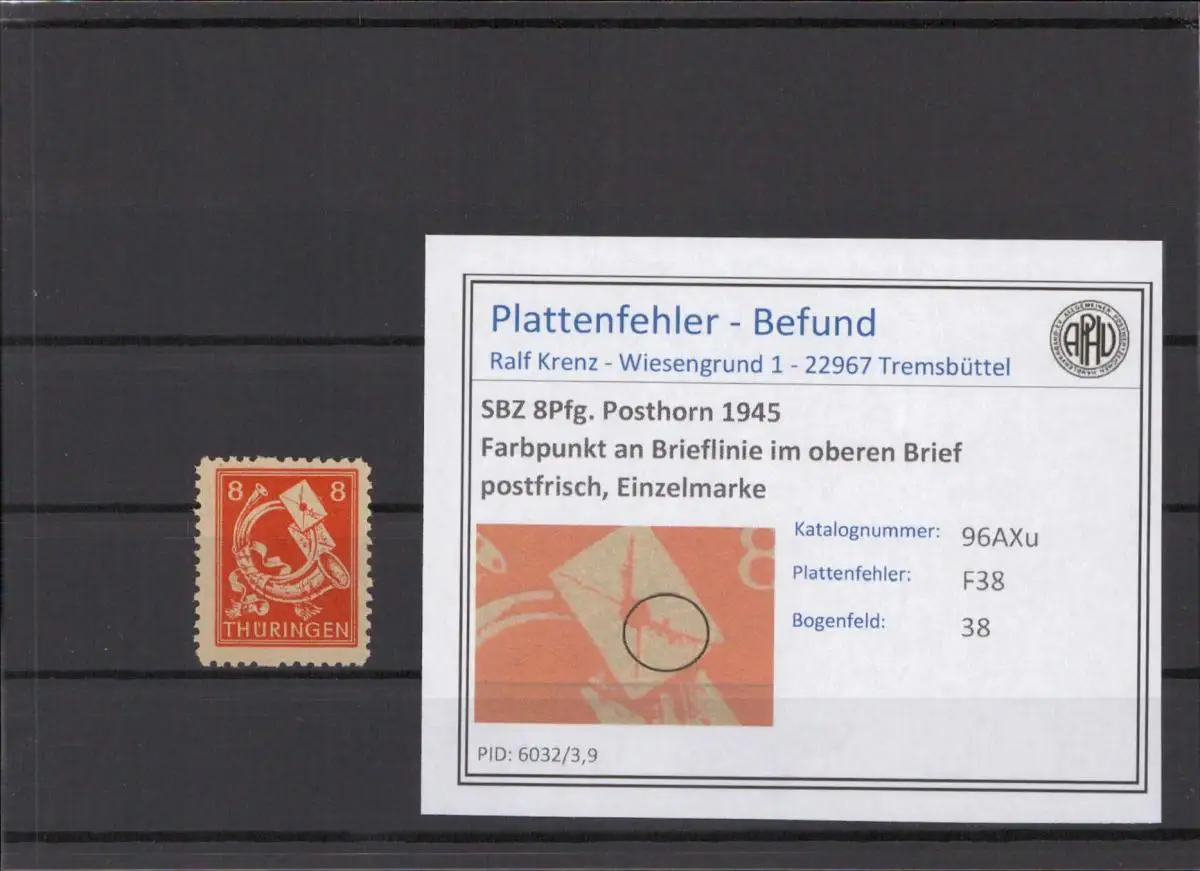 8 8
THÜRINGEN
Plattenfehler - Befund
Ralf Krenz - Wiesengrund 1 - 22967 Tremsbüttel
APHV
SBZ 8Pfg. Posthorn 1945
Farbpunkt an Brieflinie im oberen Brief
postfrisch, Einzelmarke
8
Katalognummer: 96AXu
Plattenfehler: F38
Bogenfeld: 38
PID: 6032/3,9